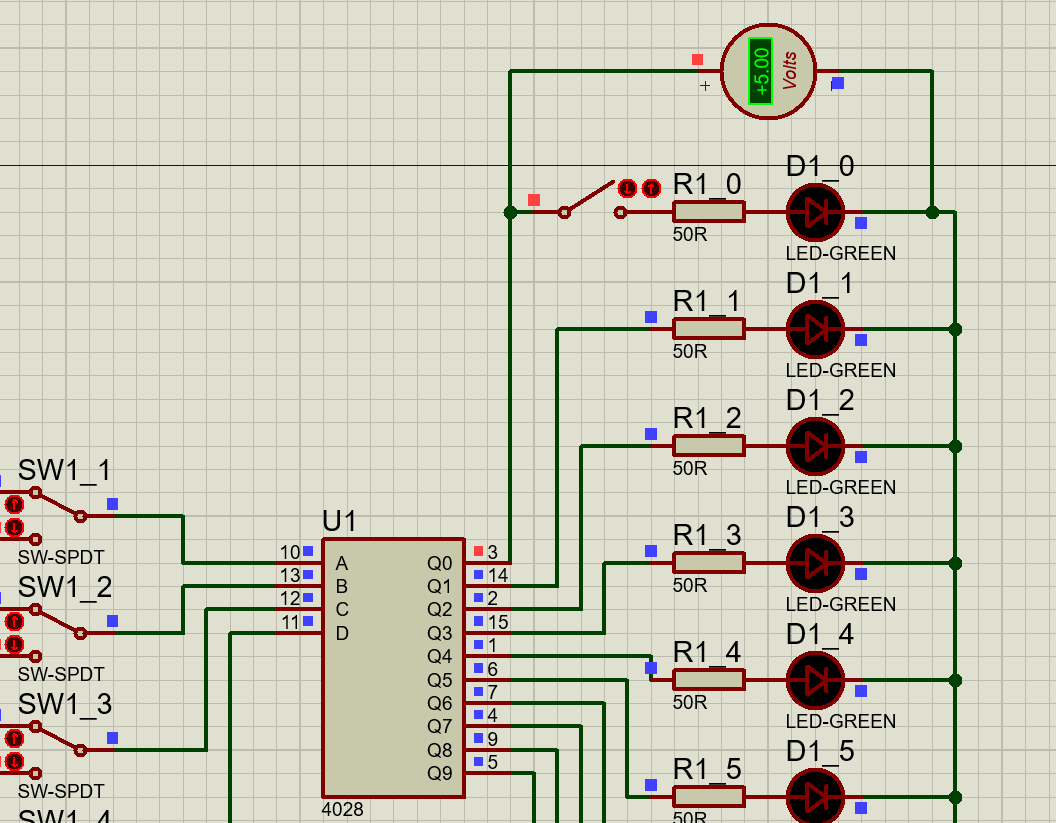 +5.00
Volts
+
D1_0
R1_0
50R
LED-GREEN
D1_1
R1_1
50R
LED-GREEN
D1_2
R1_2
50R
LED-GREEN
SW1_1
SW-SPDT
D1_3
R1_3
50R
LED-GREEN
U1
10 A Q0 3
13 B Q1 14
12 C Q2 2
11 D Q3 15
Q4 1
Q5 6
Q6 7
Q7 4
Q8 9
Q9 5
4028
SW1_2
SW-SPDT
D1_4
R1_4
50R
LED-GREEN
SW1_3
SW-SPDT
D1_5
R1_5
50R
SW1_4